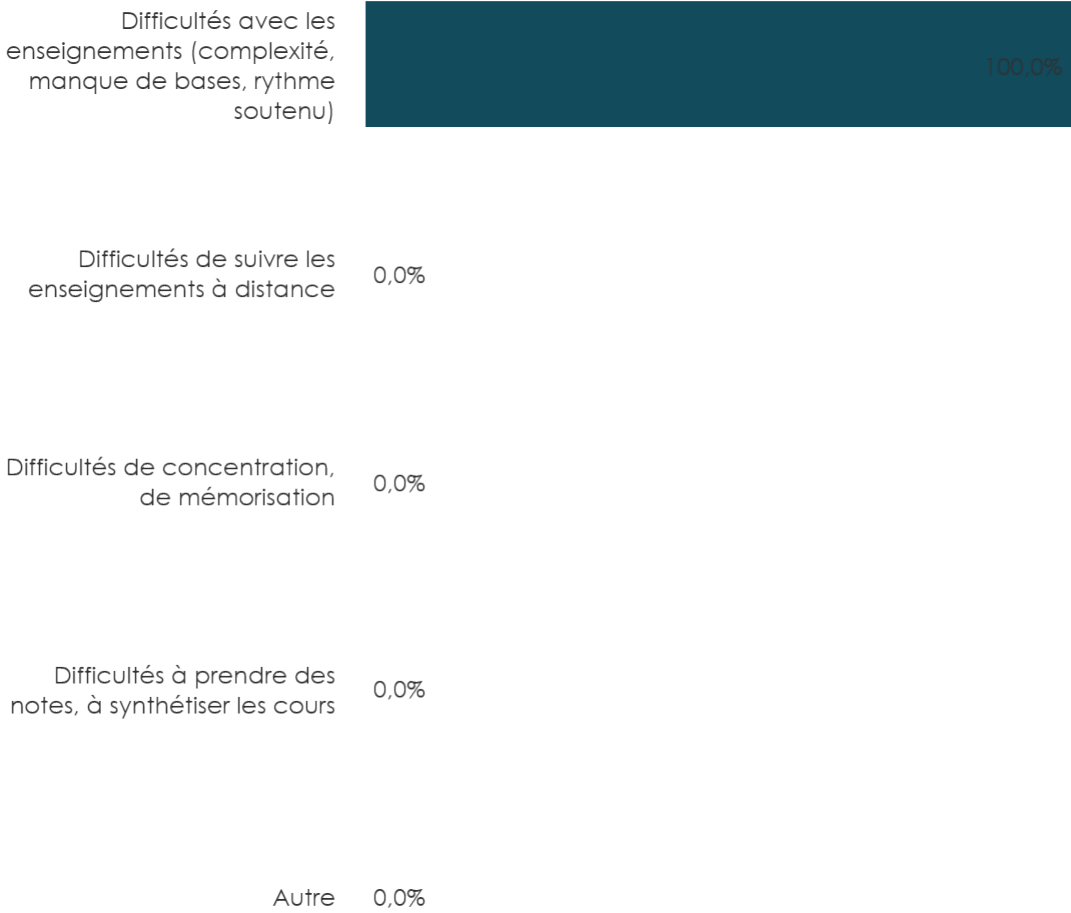 Difficultés avec les
enseignements (complexité,
manque de bases, rythme
soutenu)
100,0%
Difficultés de suivre les
enseignements à distance
0,0%
Difficultés de concentration,
de mémorisation
0,0%
Difficultés à prendre des
notes, à synthétiser les cours
0,0%
Autre
0,0%